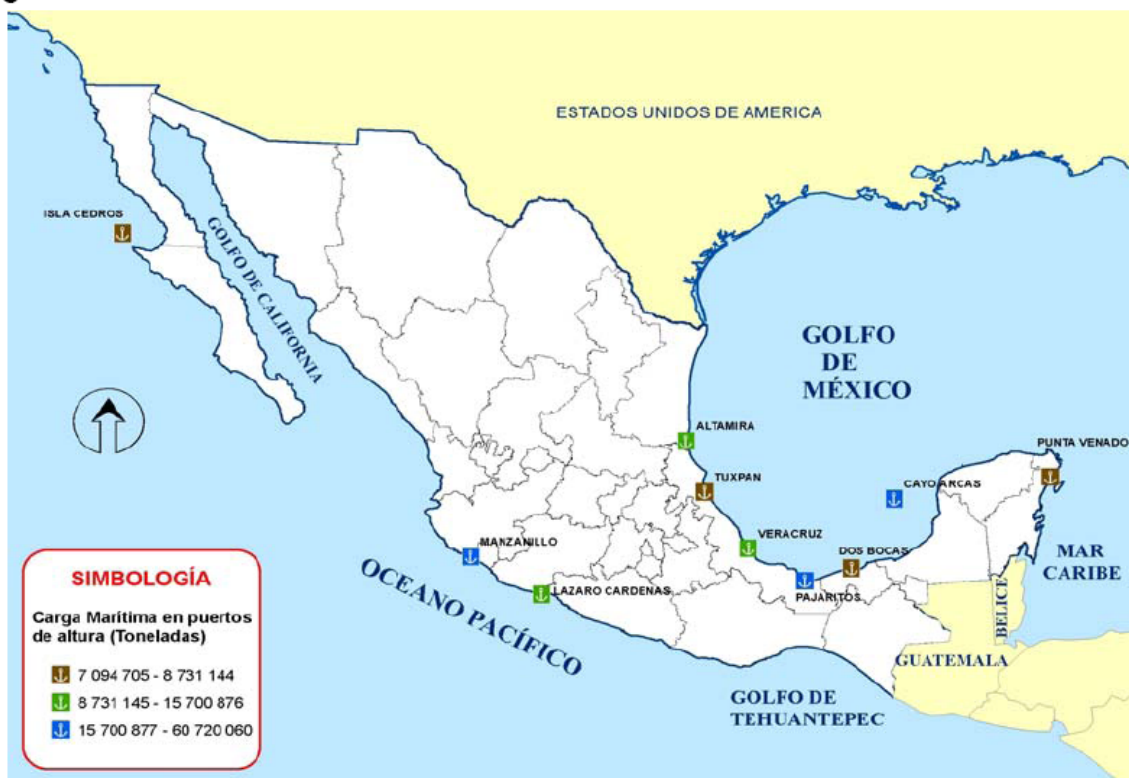 ESTADOS UNIDOS DE AMERICA
ISLA CEDROS
GOLFO DE CALIFORNIA
GOLFO
DE
MÉXICO
ALTAMIRA
PUNTA VENADO
TUXPAN
CAYO ARCAS
MANZANILLO
VERACRUZ
DOS BOCAS
MAR
CARIBE
LAZARO CARDENAS
PAJARITOS
OCEANO PACÍFICO
BELICE
GUATEMALA
GOLFO DE
TEHUANTEPEC
SIMBOLOGÍA
Carga Marítima en puertos
de altura (Toneladas)
7 094 705 - 8 731 144
8 731 145 - 15 700 876
15 700 877 - 60 720 060